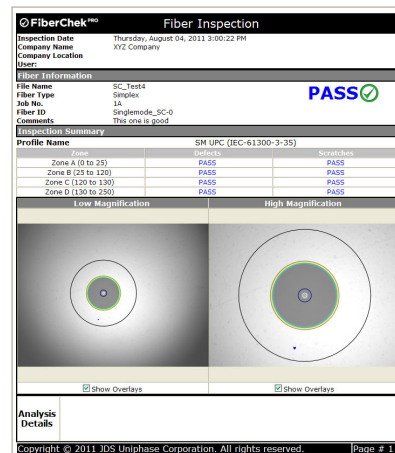 FiberChek PRO Fiber Inspection
Inspection Date Thursday, August 04, 2011 3:00:22 PM
Company Name XYZ Company
Company Location
User:
Fiber Information
File Name SC_Test4
Fiber Type Simplex
Job No. 1A
Fiber ID Singlemode_SC-0
Comments This one is good
PASS
Inspection Summary
Profile Name SM UPC (IEC-61300-3-35)
Zone Defects Scratches
Zone A (0 to 25) PASS PASS
Zone B (25 to 120) PASS PASS
Zone C (120 to 130) PASS PASS
Zone D (130 to 250) PASS PASS
Low Magnification High Magnification
Show Overlays Show Overlays
Analysis
Details
Copyright © 2011 JDS Uniphase Corporation. All rights reserved. Page # 1